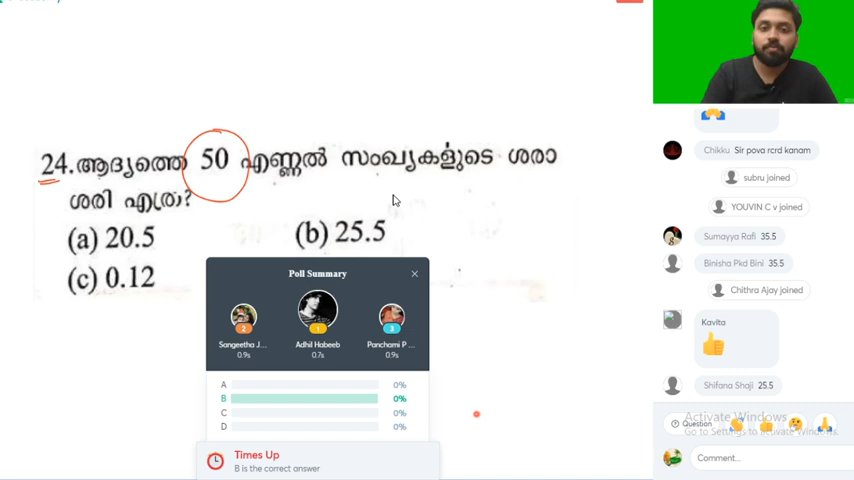 24. ആദ്യത്തെ 50 എണ്ണൽ സംഖ്യകളുടെ ശരാ
ശരി എത്ര?
(a) 20.5 (b) 25.5
(c) 0.12
Poll Summary
2 1 3
Sangeetha J... Adhil Habeeb Panchami P ...
0.9s 0.7s 0.9s
A 0%
B 0%
C 0%
D 0%
Times Up
B is the correct answer
Chikku Sir pova rcrd kanam
subru joined
YOUVIN C v joined
Sumayya Rafi 35.5
Binisha Pkd Bini 35.5
Chithra Ajay joined
Kavita
Shifana Shaji 25.5
Activate Windows
Go to Settings to activate Windows.
Question
Comment...